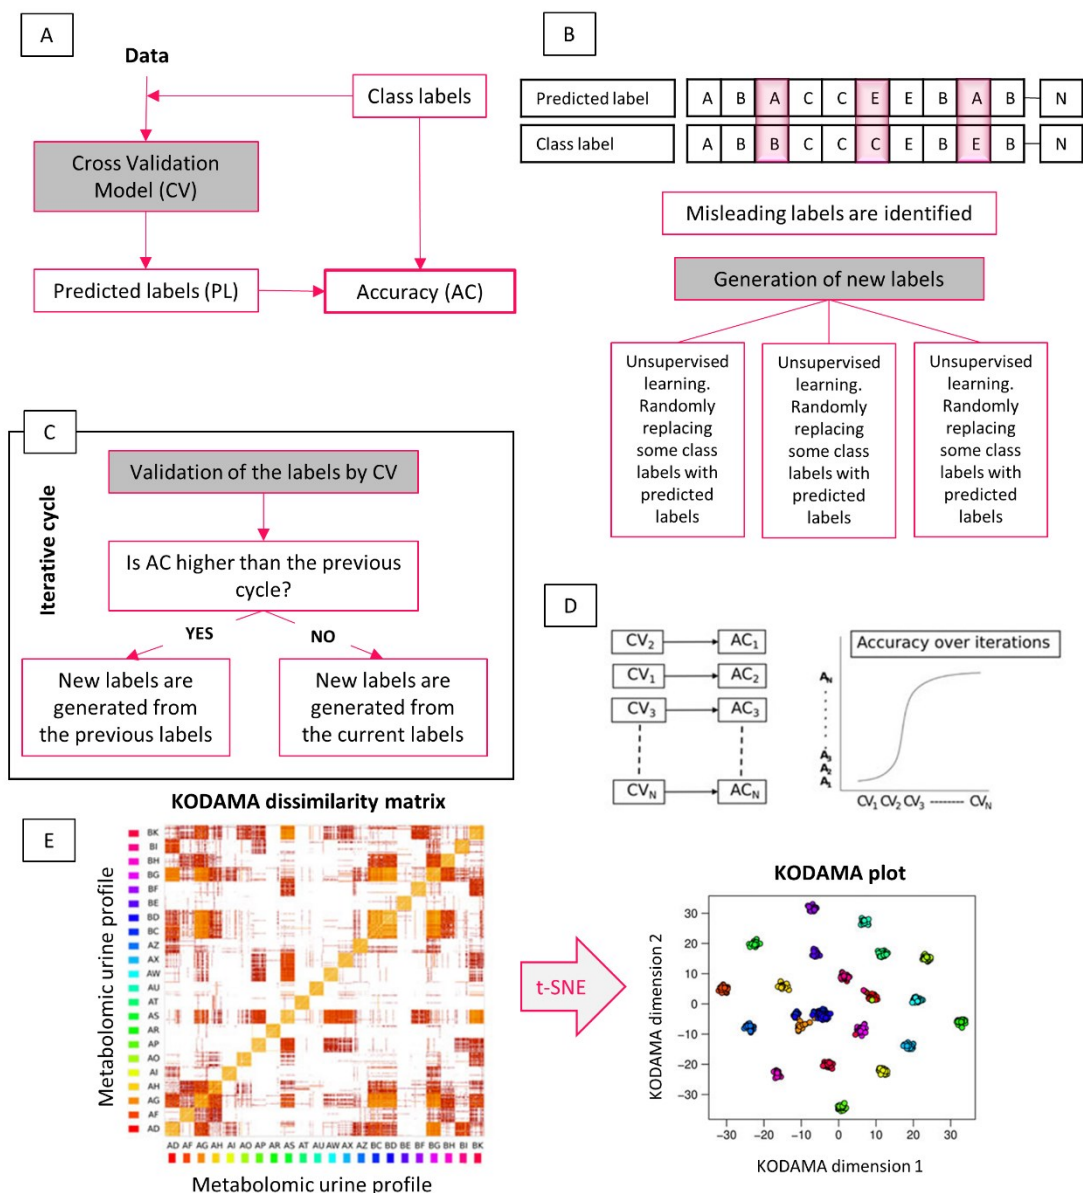 A
Data
Class labels
Cross Validation
Model (CV)
Predicted labels (PL)
Accuracy (AC)
B
Predicted label
A B A C C E E B A B N
Class label
A B B C C C E B E B N
Misleading labels are identified
Generation of new labels
Unsupervised
learning.
Randomly
replacing
some class
labels with
predicted
labels
Unsupervised
learning.
Randomly
replacing
some class
labels with
predicted
labels
Unsupervised
learning.
Randomly
replacing
some class
labels with
predicted
labels
C
Iterative cycle
Validation of the labels by CV
Is AC higher than the previous
cycle?
YES
NO
New labels are
generated from
the previous labels
New labels are
generated from
the current labels
D
CV2 AC1
CV1 AC2
CV3 AC3
CVN ACN
Accuracy over iterations
AN
A3
A2
A1
CV1 CV2 CV3 CVN
KODAMA dissimilarity matrix
E
Metabolomic urine profile
BK
BI
BH
BG
BF
BE
BD
BC
AZ
AX
AW
AU
AT
AS
AR
AP
AO
AI
AH
AG
AF
AD
AD AF AG AH AI AO AP AR AS AT AU AW AX AZ BC BD BE BF BG BH BI BK
Metabolomic urine profile
t-SNE
KODAMA plot
KODAMA dimension 2
30
20
10
0
−10
−20
−30
−30 −20 −10 0 10 20 30
KODAMA dimension 1